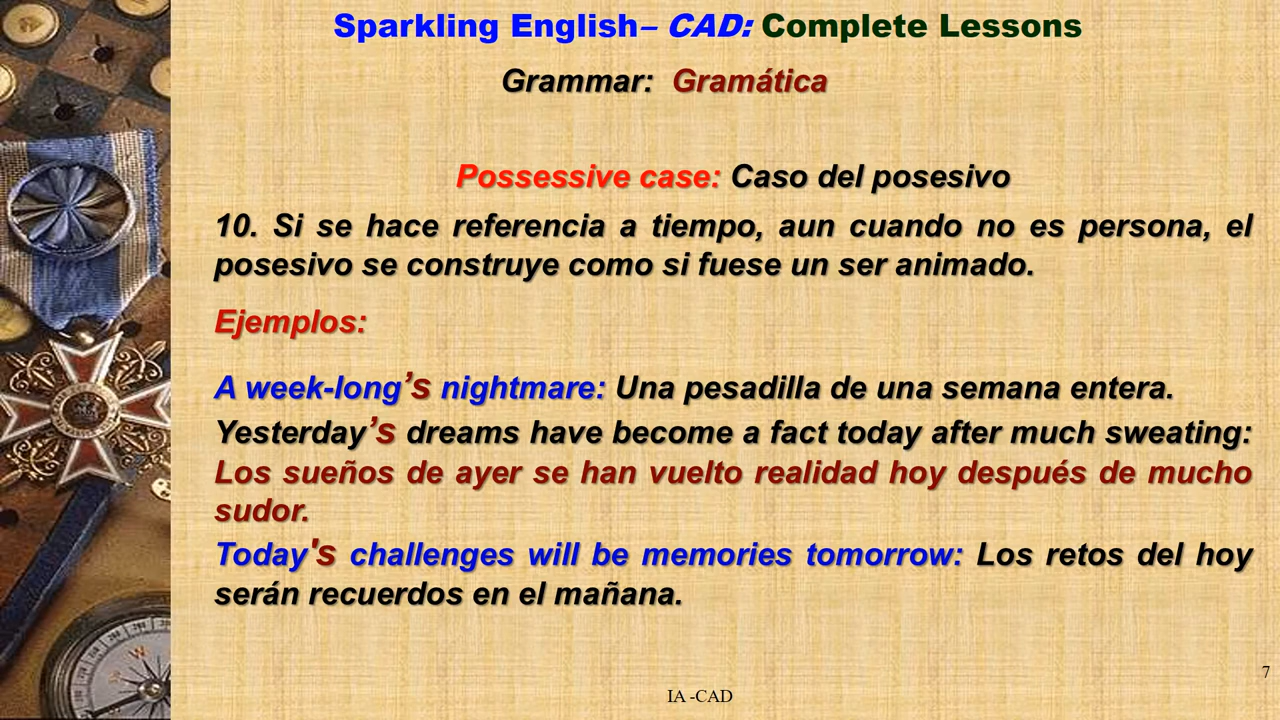 Sparkling English– CAD: Complete Lessons
Grammar: Gramática
Possessive case: Caso del posesivo
10. Si se hace referencia a tiempo, aun cuando no es persona, el
posesivo se construye como si fuese un ser animado.
Ejemplos:
A week-long’s nightmare: Una pesadilla de una semana entera.
Yesterday’s dreams have become a fact today after much sweating:
Los sueños de ayer se han vuelto realidad hoy después de mucho
sudor.
Today's challenges will be memories tomorrow: Los retos del hoy
serán recuerdos en el mañana.
7
IA -CAD